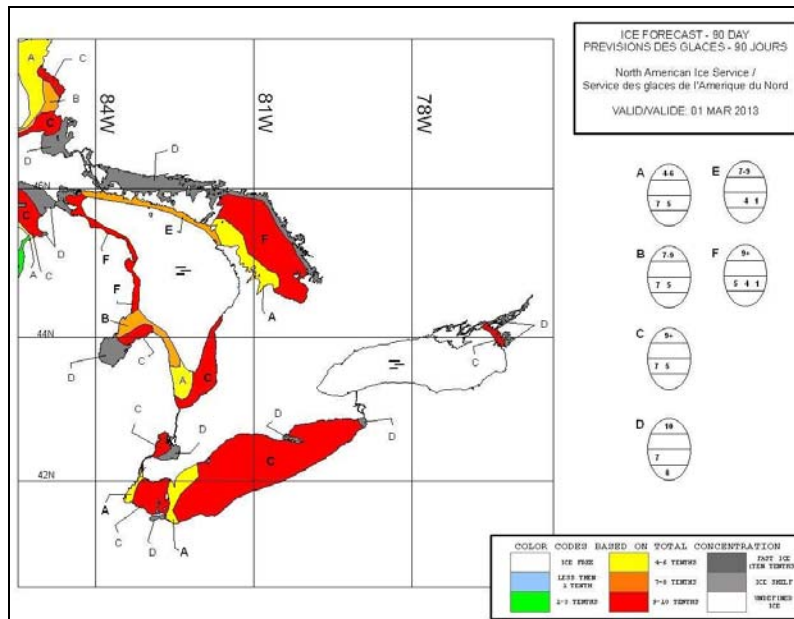 ICE FORECAST - 90 DAY
PREVISIONS DES GLACES - 90 JOURS
North American Ice Service /
Service des glaces de l'Amerique du Nord
VALID/VALIDE: 01 MAR 2013
84W
81W
78W
46N
44N
42N
A
C
B
C
D
D
C
D
A
C
E
F
F
F
A
B
C
D
A
C
D
C
C
D
D
D
C
D
A
C
D
A
A
4-6
7 5
E
7-9
4 1
B
7-9
7 5
F
9+
5 4 1
C
9+
7 5
D
10
7
8
COLOR CODES BASED ON TOTAL CONCENTRATION
ICE FREE
4-6 TENTHS
FAST ICE
(TEN TENTHS)
LESS THEN
1 TENTH
7-8 TENTHS
ICE SHELF
2-3 TENTHS
9-10 TENTHS
UNDEFINED
ICE